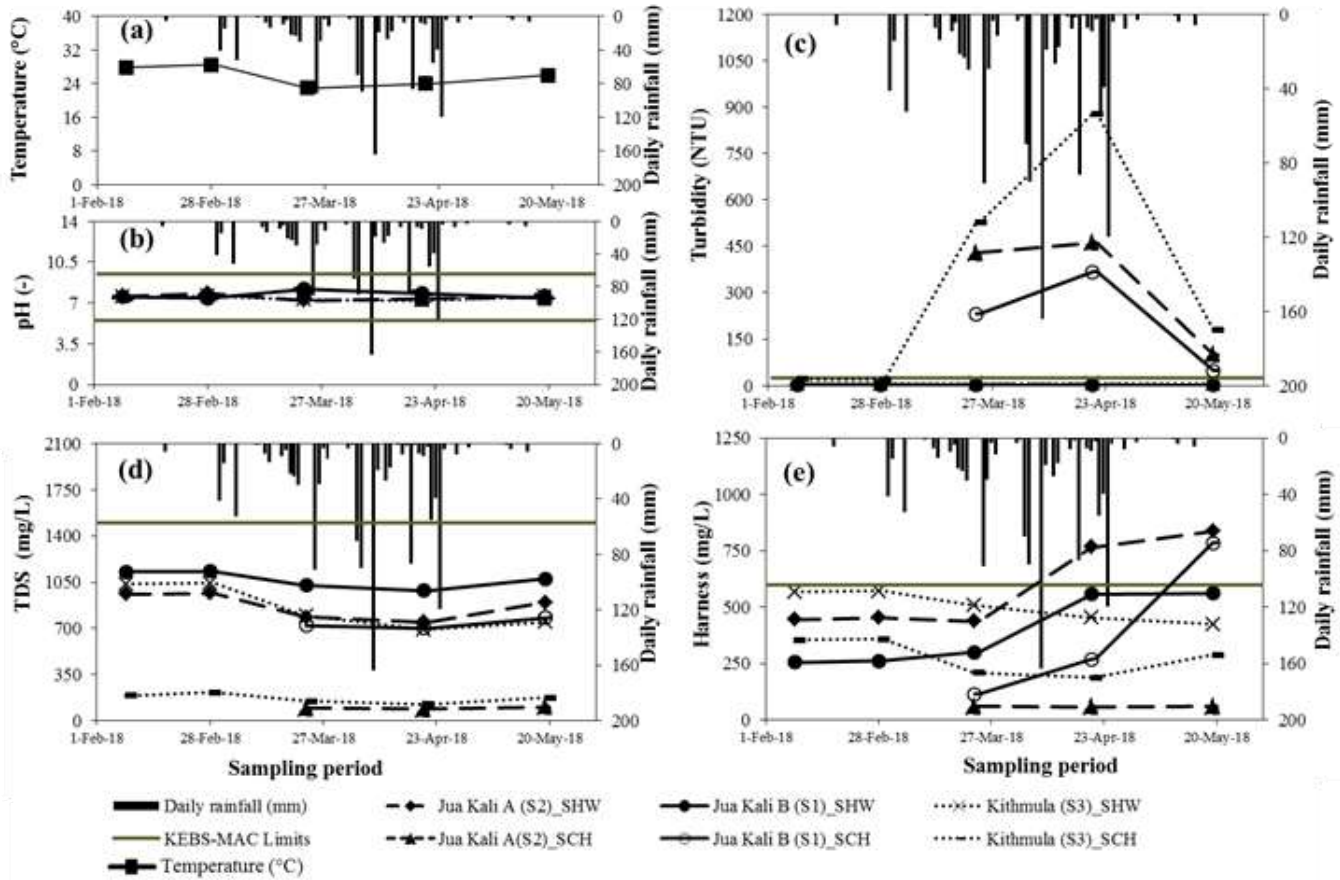 (a)
Temperature (°C)
40
32
24
16
8
0
0
40
80
120
160
200
Daily rainfall (mm)
1-Feb-18 28-Feb-18 27-Mar-18 23-Apr-18 20-May-18
(b)
pH (-)
14
10.5
7
3.5
0
0
40
80
120
160
200
Daily rainfall (mm)
1-Feb-18 28-Feb-18 27-Mar-18 23-Apr-18 20-May-18
(c)
Turbidity (NTU)
1200
1050
900
750
600
450
300
150
0
0
40
80
120
160
200
Daily rainfall (mm)
1-Feb-18 28-Feb-18 27-Mar-18 23-Apr-18 20-May-18
(d)
TDS (mg/L)
2100
1750
1400
1050
700
350
0
0
40
80
120
160
200
Daily rainfall (mm)
1-Feb-18 28-Feb-18 27-Mar-18 23-Apr-18 20-May-18
Sampling period
(e)
Harness (mg/L)
1250
1000
750
500
250
0
0
40
80
120
160
200
Daily rainfall (mm)
1-Feb-18 28-Feb-18 27-Mar-18 23-Apr-18 20-May-18
Sampling period
Daily rainfall (mm) Jua Kali A (S2)_SHW Jua Kali B (S1)_SHW Kithmula (S3)_SHW
KEBS-MAC Limits Jua Kali A(S2)_SCH Jua Kali B (S1)_SCH Kithmula (S3)_SCH
Temperature (°C)